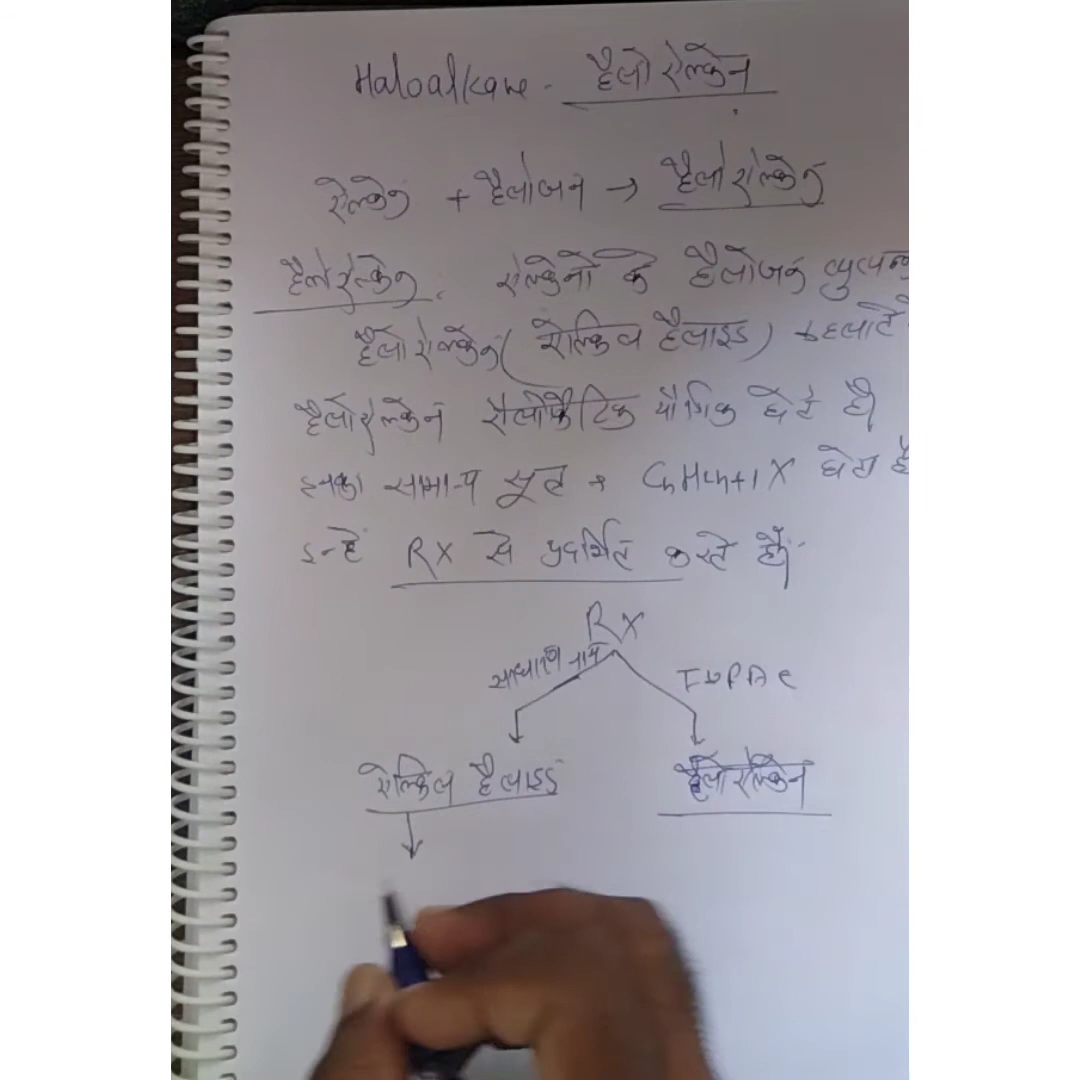 Haloalkane - हैलो ऐल्केन
ऐल्केन + हैलोजन → हैलो ऐल्केन
हैलो ऐल्केन. ऐल्केनों के हैलोजन व्युत्पन्न
हैलो ऐल्केन (ऐल्किल हैलाइड) कहलाते
हैलो ऐल्केन ऐलीफैटिक यौगिक होते हैं
इनका सामान्य सूत्र CnH2n+1X होता है
इन्हें RX से प्रदर्शित करते हैं।
RX
साधारण नाम IUPAC
ऐल्किल हैलाइड हैलो ऐल्केन